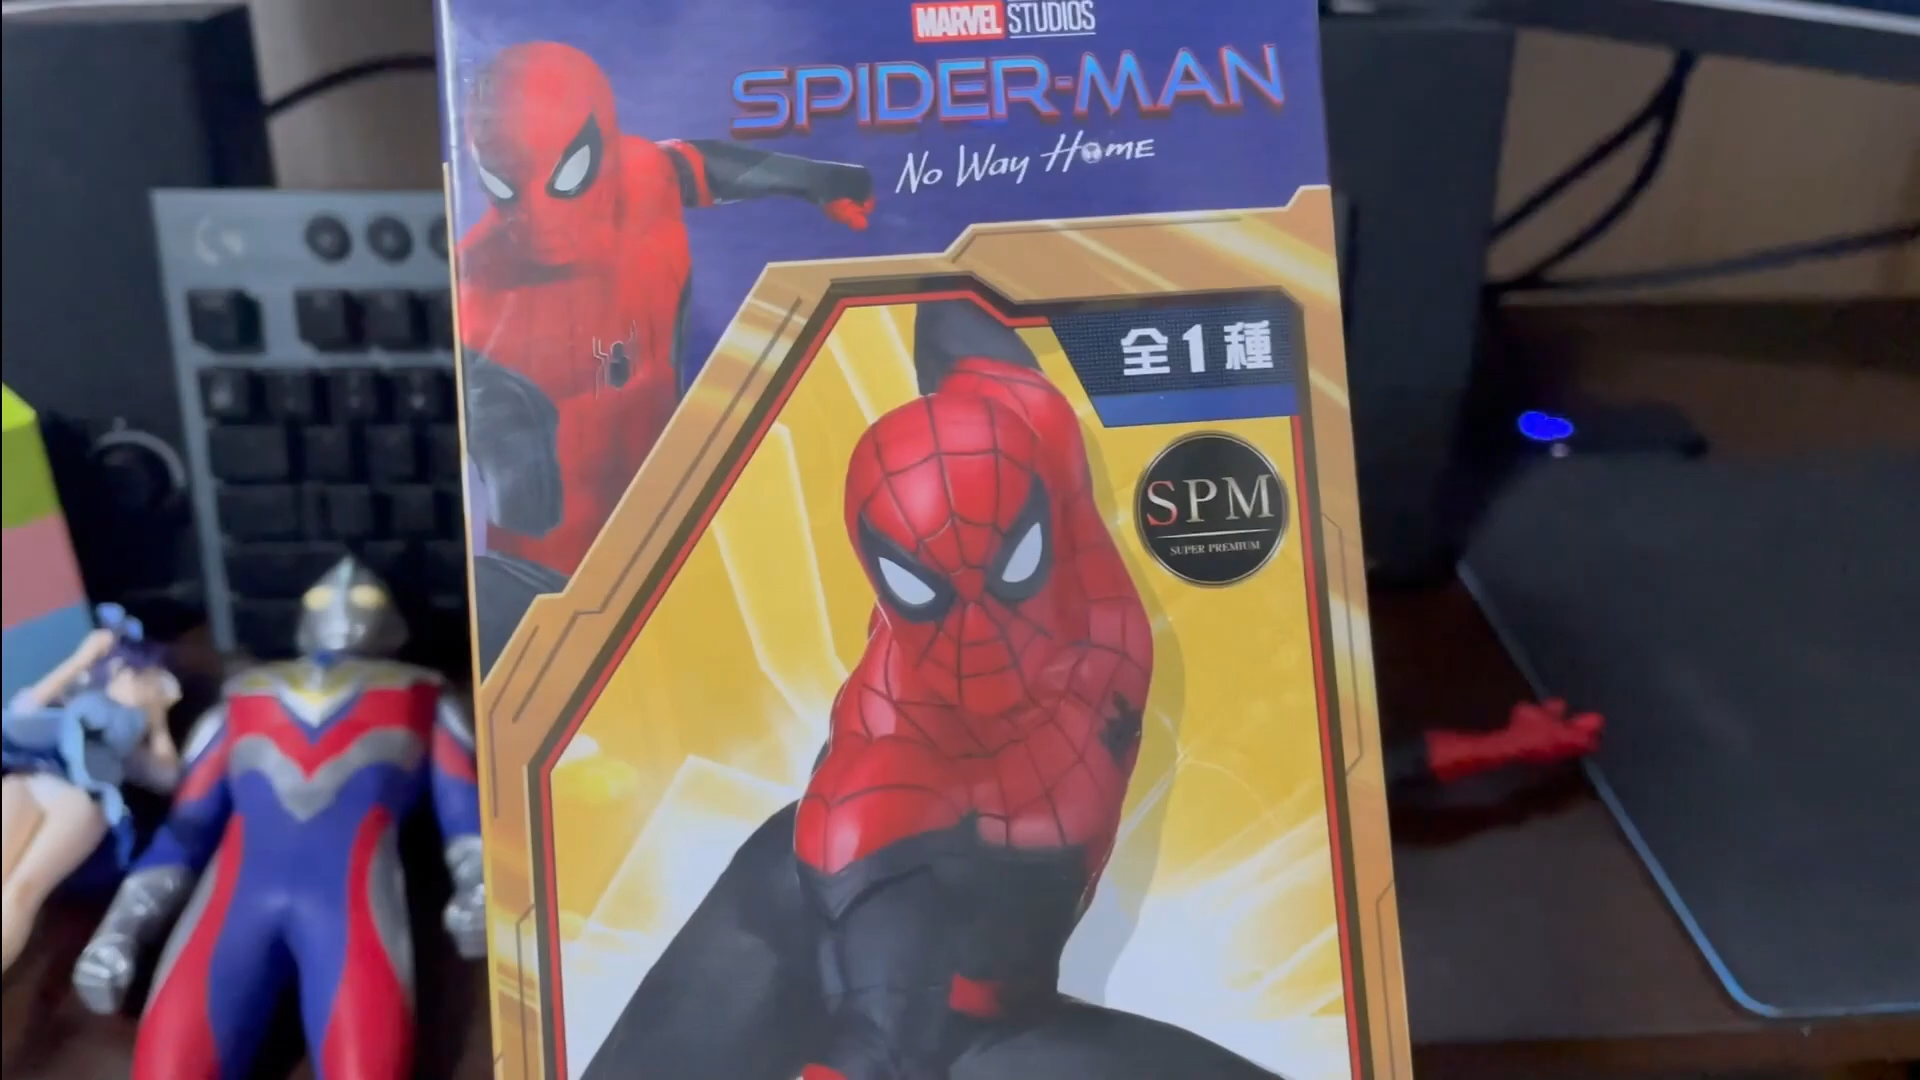 MARVEL STUDIOS
SPIDER-MAN
No Way Home
全1種
SPM
SUPER PREMIUM